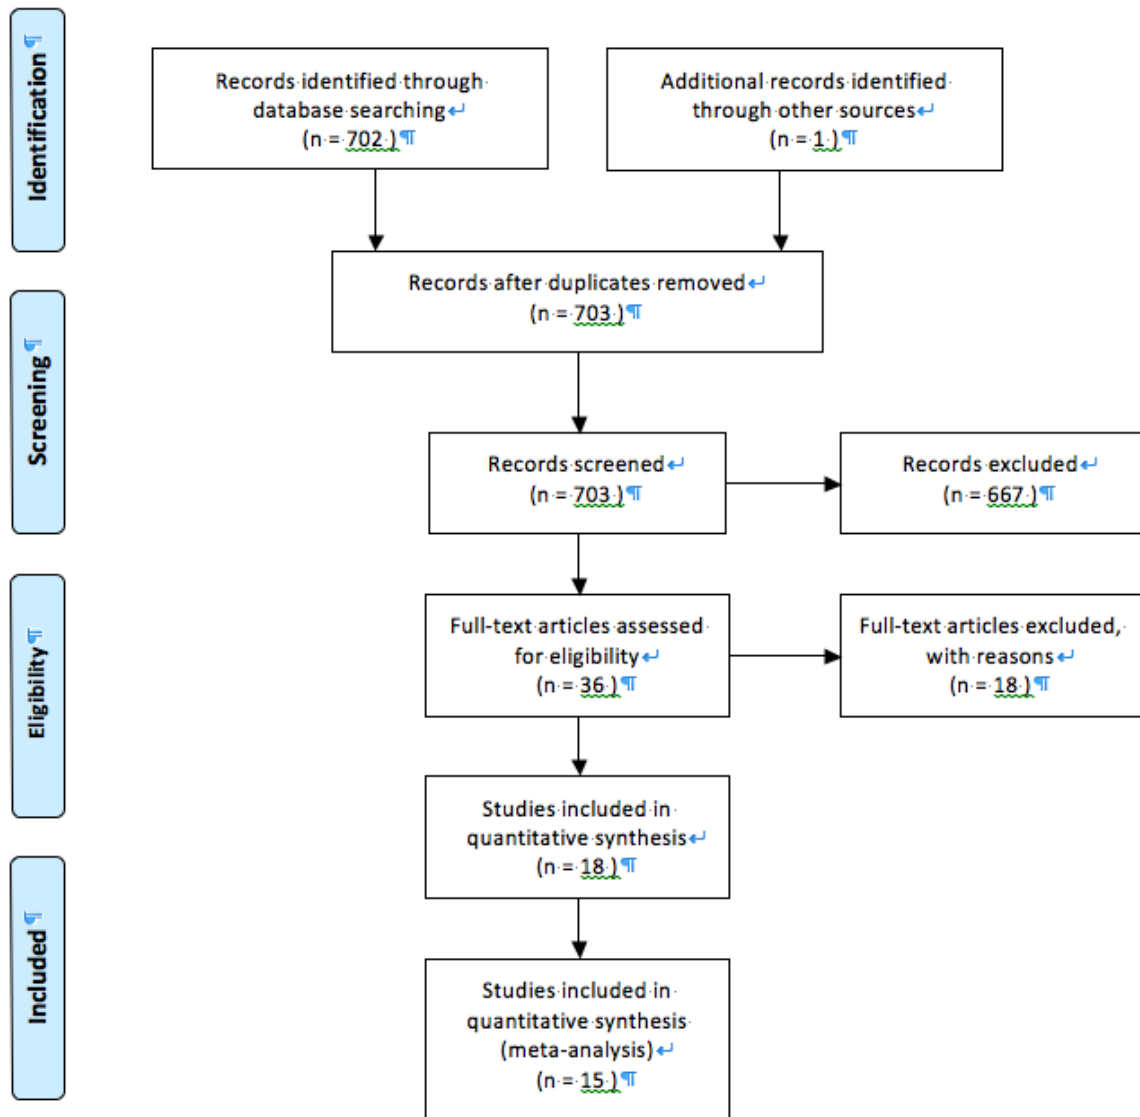 Identification ¶
Records·identified·through·
database·searching↵
(n·=·702·)¶
Additional·records·identified·
through·other·sources↵
(n·=·1·)¶
Records·after·duplicates·removed↵
(n·=·703·)¶
Screening ¶
Records·screened↵
(n·=·703·)¶
Records·excluded↵
(n·=·667·)¶
Eligibility¶
Full-text·articles·assessed·
for·eligibility↵
(n·=·36·)¶
Full-text·articles·excluded,·
with·reasons↵
(n·=·18·)¶
Studies·included·in·
quantitative·synthesis↵
(n·=·18·)¶
Included ¶
Studies·included·in·
quantitative·synthesis·
(meta-analysis)↵
(n·=·15·)¶